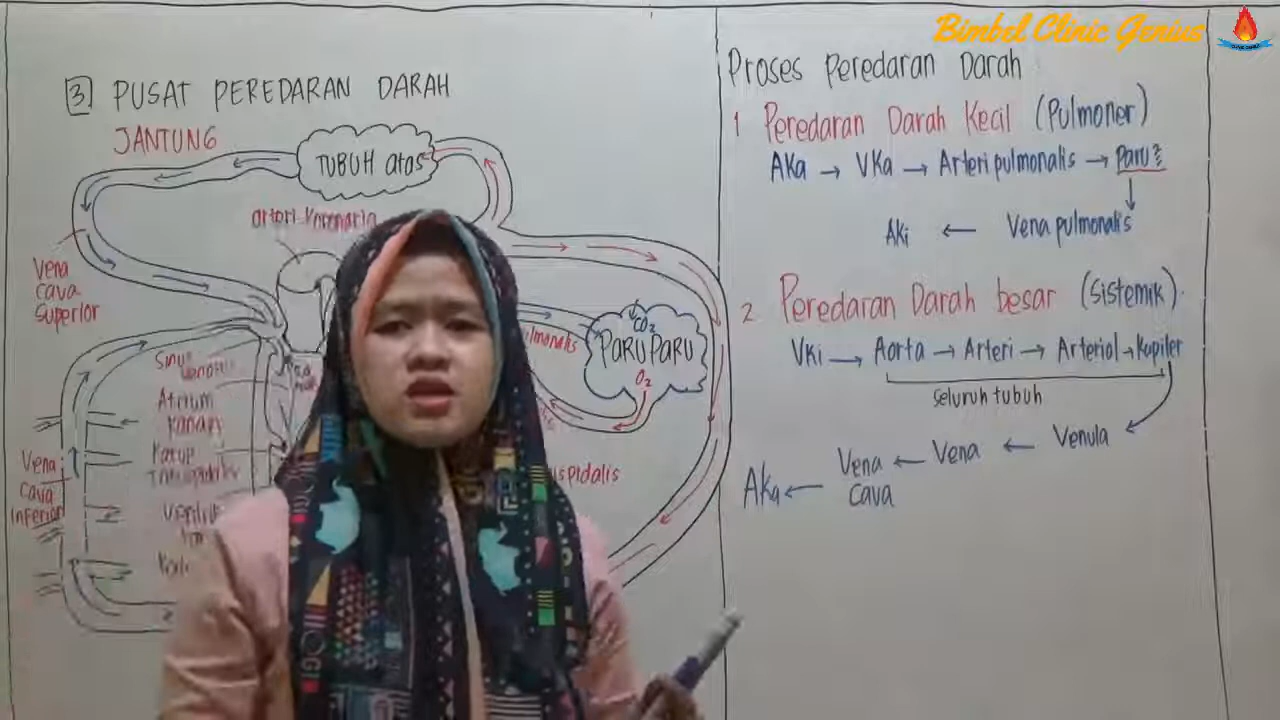 Bimbel Clinic Genius
3 PUSAT PEREDARAN DARAH
JANTUNG
TUBUH atas
arteri koronaria
Vena
Cava
Superior
CO2
PARU PARU
O2
Atrium
kanan
Katup
Vena
Cava
inferior
Proses Peredaran Darah
1 Peredaran Darah Kecil (Pulmoner)
AKa → VKa → Arteri pulmonalis → Paru2
Aki ← Vena pulmonalis
2 Peredaran Darah besar (Sistemik).
VKi → Aorta → Arteri → Arteriol → Kapiler
seluruh tubuh
AKa ← Vena Cava ← Vena ← Venula